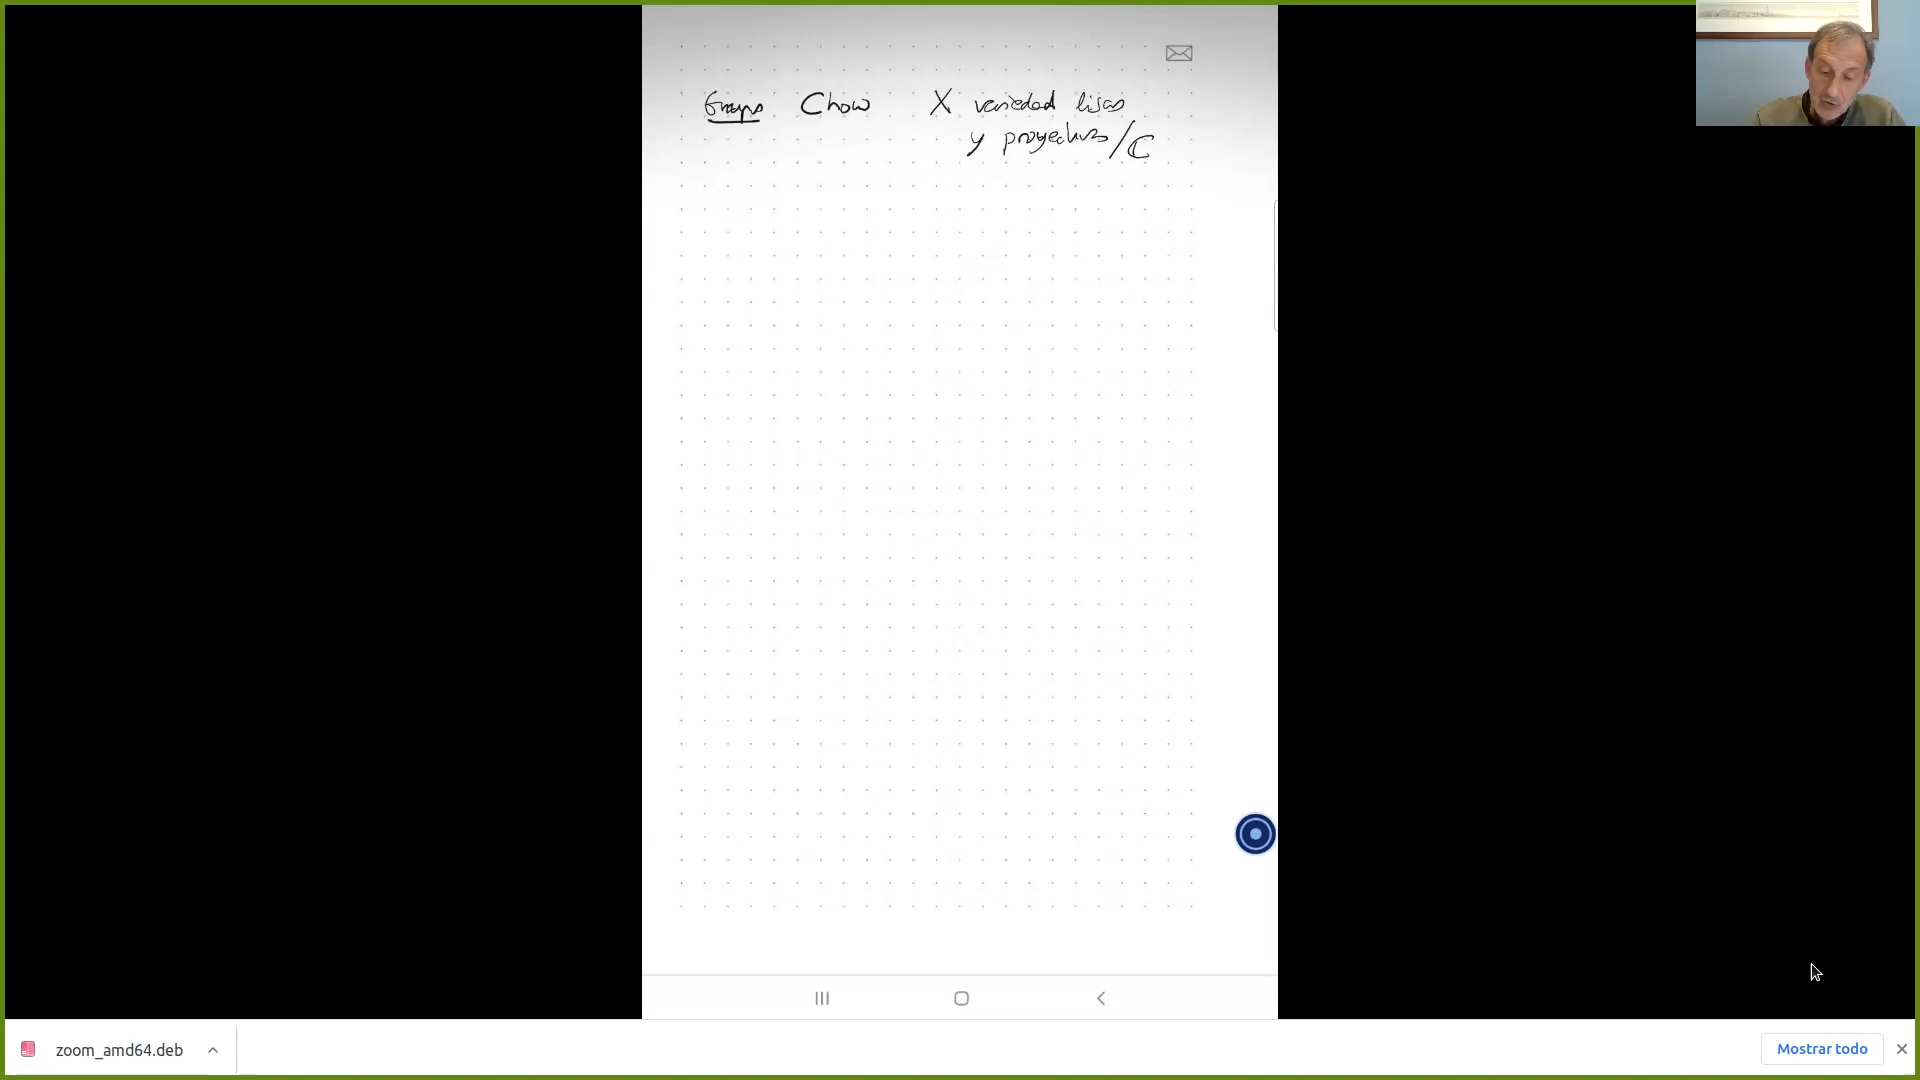 Grupo Chow X variedad lisa
y proyectiva / ℂ
zoom_amd64.deb
Mostrar todo